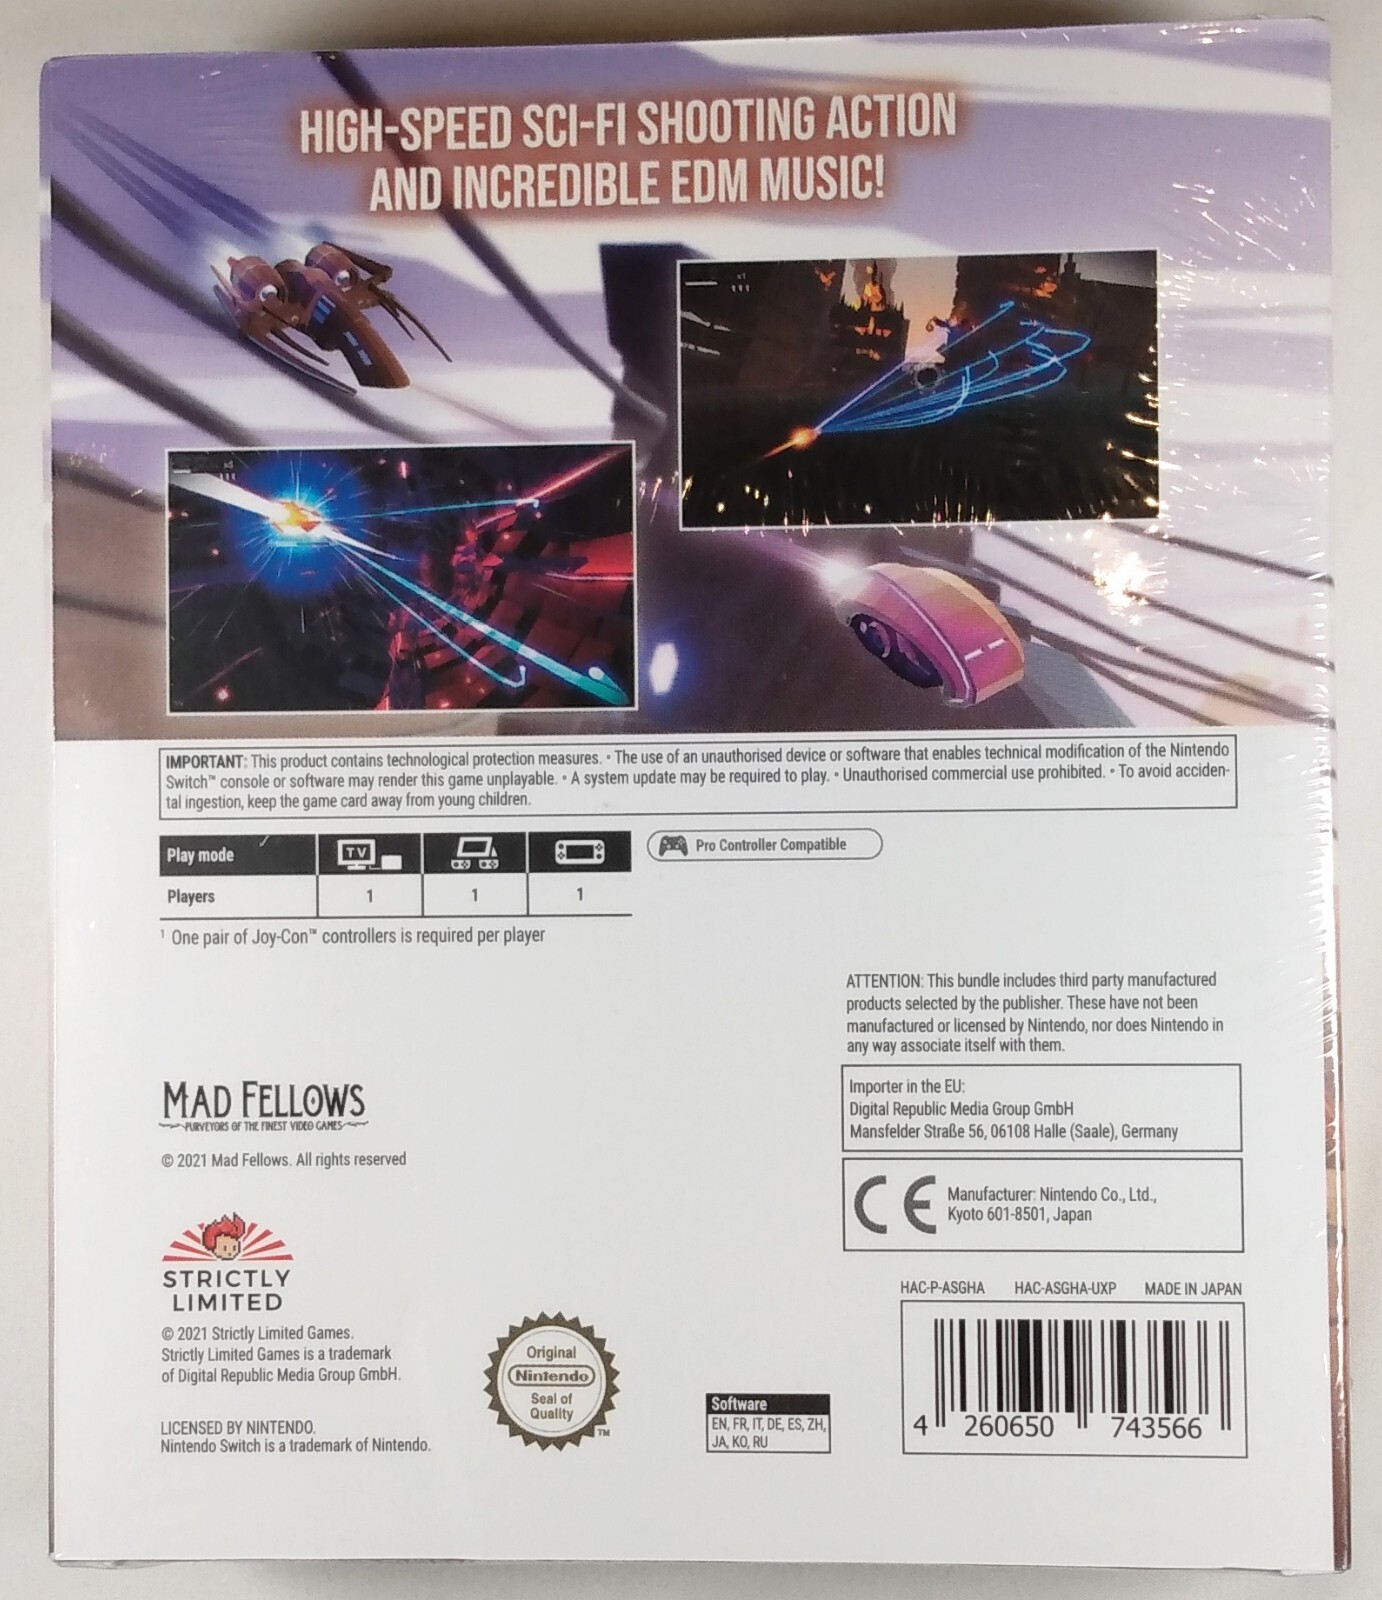 HIGH-SPEED SCI-FI SHOOTING ACTION
AND INCREDIBLE EDM MUSIC!
IMPORTANT: This product contains technological protection measures. • The use of an unauthorised device or software that enables technical modification of the Nintendo
Switch™ console or software may render this game unplayable. • A system update may be required to play. • Unauthorised commercial use prohibited. • To avoid acciden-
tal ingestion, keep the game card away from young children.
Play mode TV
Players 1 1 1
Pro Controller Compatible
¹ One pair of Joy-Con™ controllers is required per player
ATTENTION: This bundle includes third party manufactured
products selected by the publisher. These have not been
manufactured or licensed by Nintendo, nor does Nintendo in
any way associate itself with them.
Importer in the EU:
Digital Republic Media Group GmbH
Mansfelder Straße 56, 06108 Halle (Saale), Germany
CE
Manufacturer: Nintendo Co., Ltd.,
Kyoto 601-8501, Japan
MAD FELLOWS
PURVEYORS OF THE FINEST VIDEO GAMES
© 2021 Mad Fellows. All rights reserved
STRICTLY
LIMITED
© 2021 Strictly Limited Games.
Strictly Limited Games is a trademark
of Digital Republic Media Group GmbH.
LICENSED BY NINTENDO.
Nintendo Switch is a trademark of Nintendo.
Original
Nintendo
Seal of
Quality
TM
Software
EN, FR, IT, DE, ES, ZH,
JA, KO, RU
HAC-P-ASGHA HAC-ASGHA-UXP MADE IN JAPAN
4 260650 743566